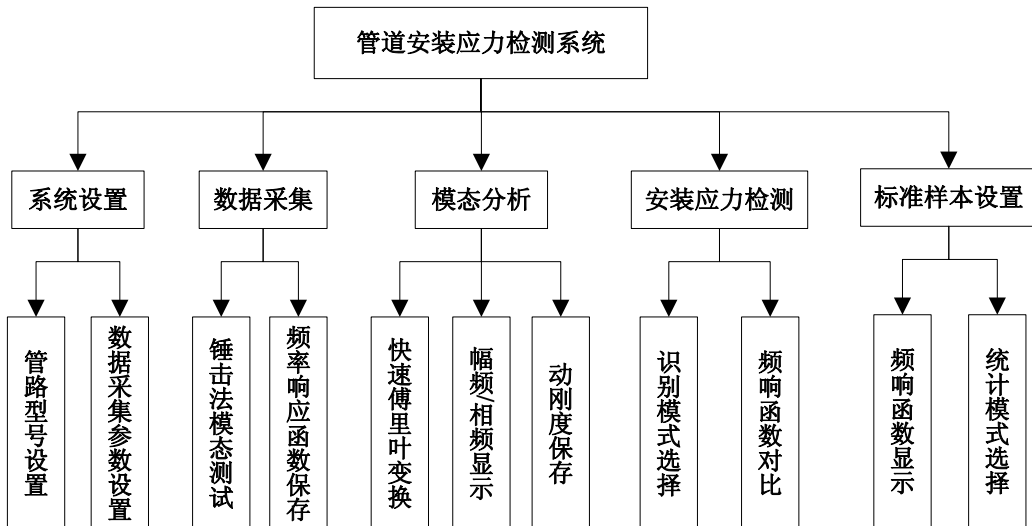 管道安装应力检测系统
系统设置
数据采集
模态分析
安装应力检测
标准样本设置
管路型号设置
数据采集参数设置
锤击法模态测试
频率响应函数保存
快速傅里叶变换
幅频/相频显示
动刚度保存
识别模式选择
频响函数对比
频响函数显示
统计模式选择